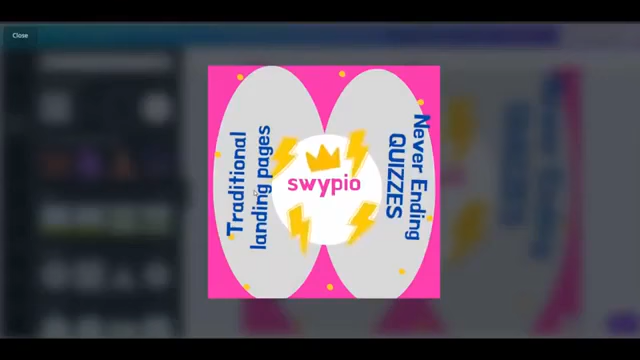 Close
Traditional
landing pages
swypio
Never Ending
QUIZZES